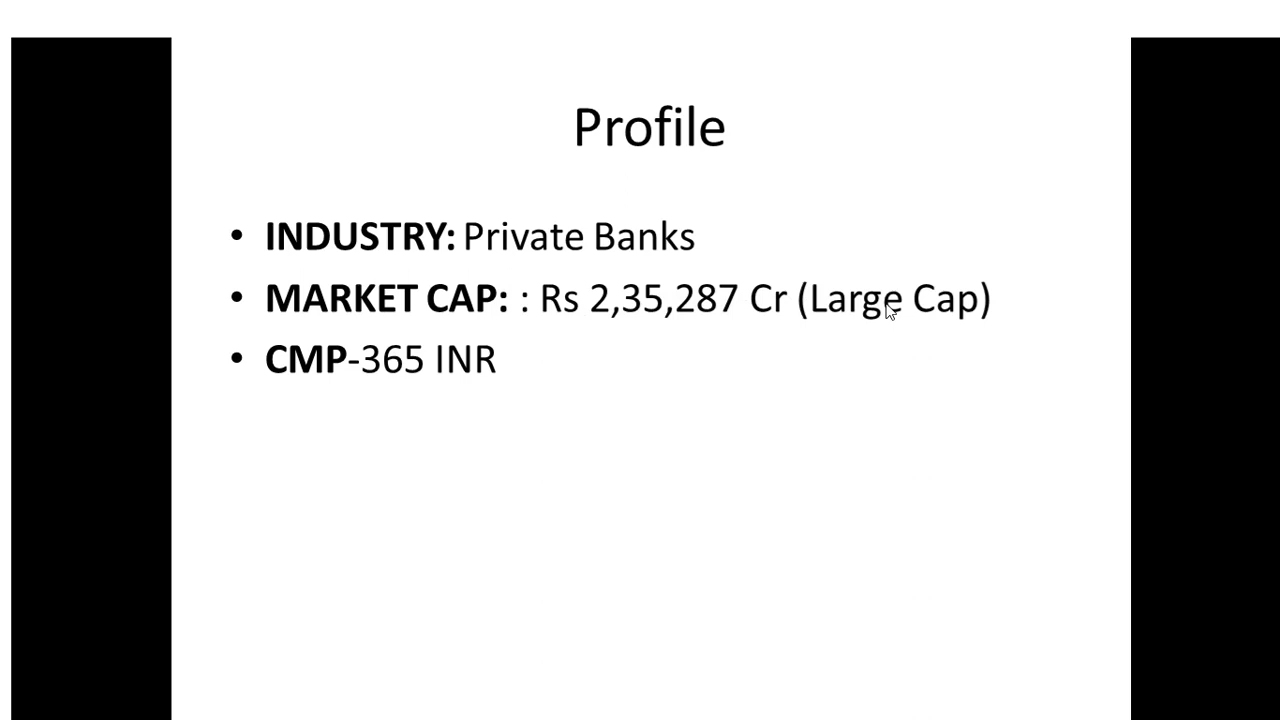 Profile
• INDUSTRY: Private Banks
• MARKET CAP: : Rs 2,35,287 Cr (Large Cap)
• CMP-365 INR